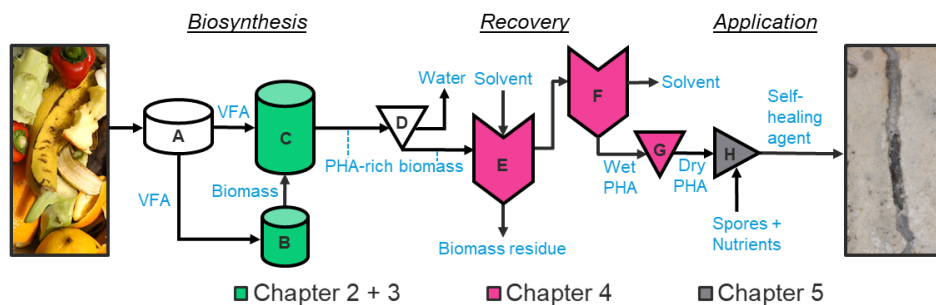 Biosynthesis
Recovery
Application
Water
Solvent
F
Solvent
Self-
healing
agent
VFA
A
C
D
G
H
E
PHA-rich biomass
Wet
PHA
Dry
PHA
VFA
Biomass
B
Biomass residue
Spores +
Nutrients
Chapter 2 + 3
Chapter 4
Chapter 5